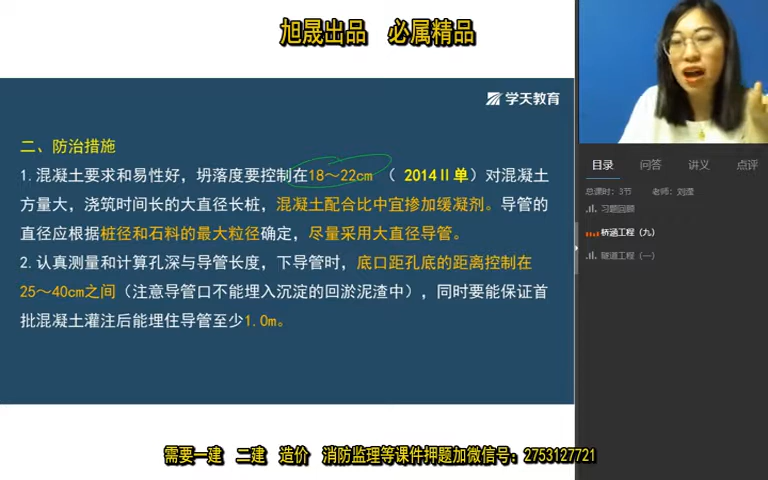 旭晟出品 必属精品
学天教育
二、防治措施
1.混凝土要求和易性好，坍落度要控制在18～22cm（ 2014Ⅱ单）对混凝土
方量大，浇筑时间长的大直径长桩，混凝土配合比中宜掺加缓凝剂。导管的
直径应根据桩径和石料的最大粒径确定，尽量采用大直径导管。
2.认真测量和计算孔深与导管长度，下导管时，底口距孔底的距离控制在
25～40cm之间（注意导管口不能埋入沉淀的回淤泥渣中），同时要能保证首
批混凝土灌注后能埋住导管至少1.0m。
目录 问答 讲义 点评
总课时：3节 老师：刘滢
习题回顾
桥涵工程（九）
隧道工程（一）
需要一建 二建 造价 消防监理等课件押题加微信号：2753127721